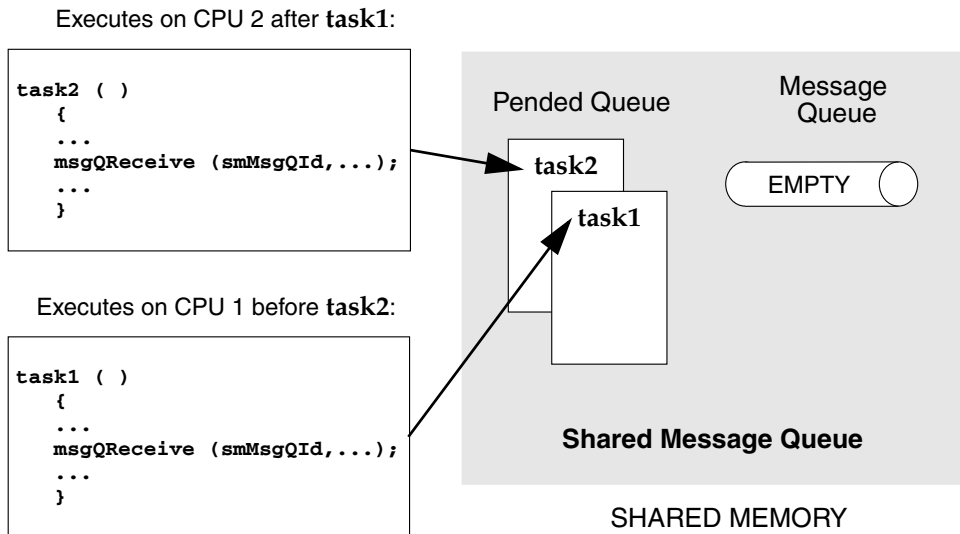 Executes on CPU 2 after task1:
task2 ( )
{
...
msgQReceive (smMsgQId,...);
...
}
Executes on CPU 1 before task2:
task1 ( )
{
...
msgQReceive (smMsgQId,...);
...
}
Pended Queue
task2
task1
Message
Queue
EMPTY
Shared Message Queue
SHARED MEMORY